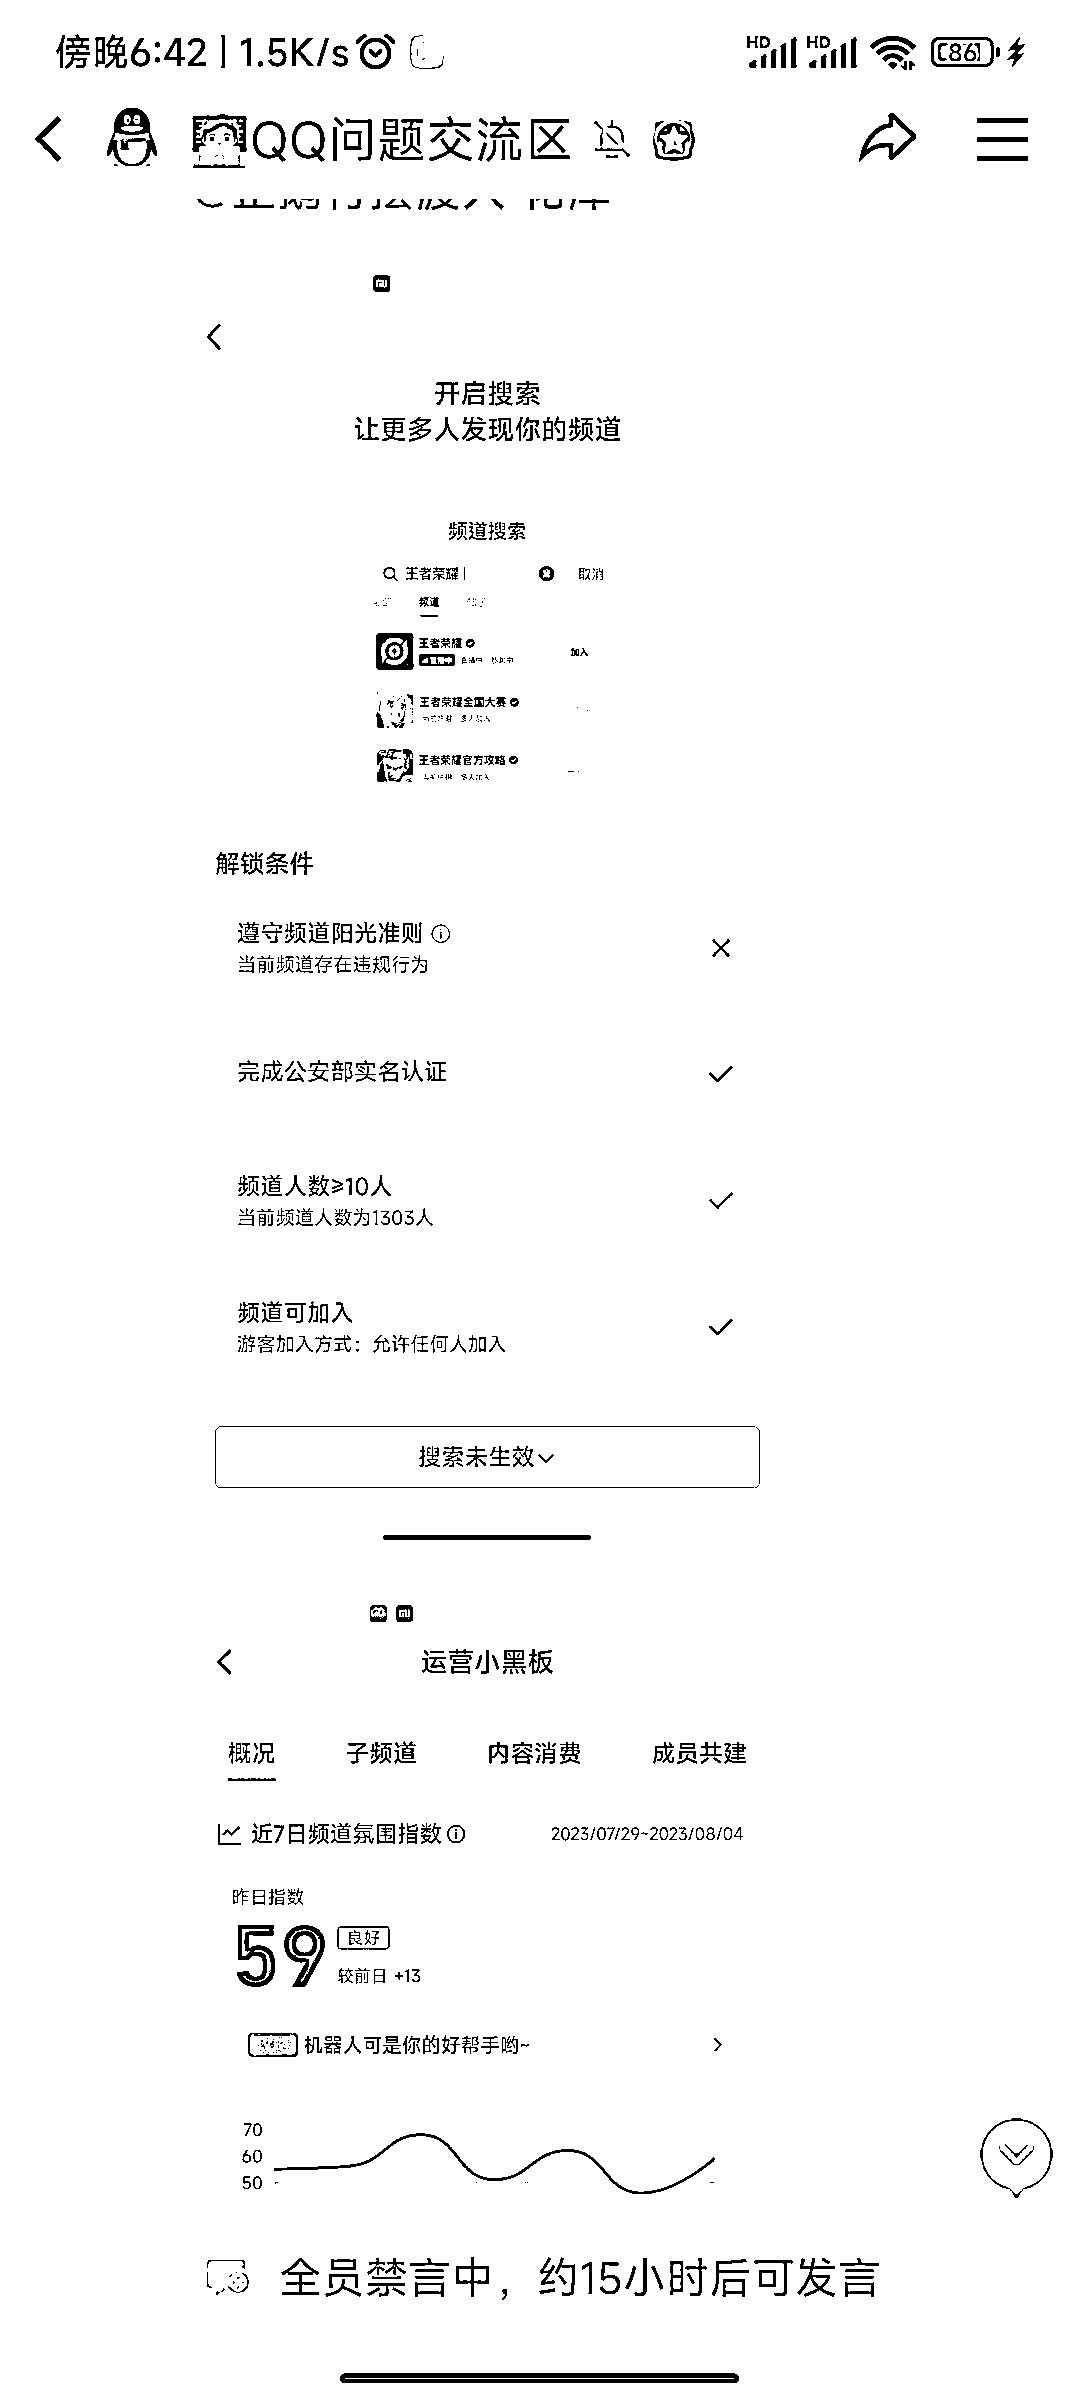 傍晚6:42 | 1.5K/s
HD HD 86
QQ问题交流区
开启搜索
让更多人发现你的频道
频道搜索
王者荣耀 取消
频道
王者荣耀
加入
王者荣耀全国大赛
王者荣耀官方攻略
解锁条件
遵守频道阳光准则
当前频道存在违规行为
完成公安部实名认证
频道人数≥10人
当前频道人数为1303人
频道可加入
游客加入方式：允许任何人加入
搜索未生效
运营小黑板
概况 子频道 内容消费 成员共建
近7日频道氛围指数 2023/07/29~2023/08/04
昨日指数
59 良好
较前日 +13
机器人可是你的好帮手哟~
70
60
50
全员禁言中，约15小时后可发言